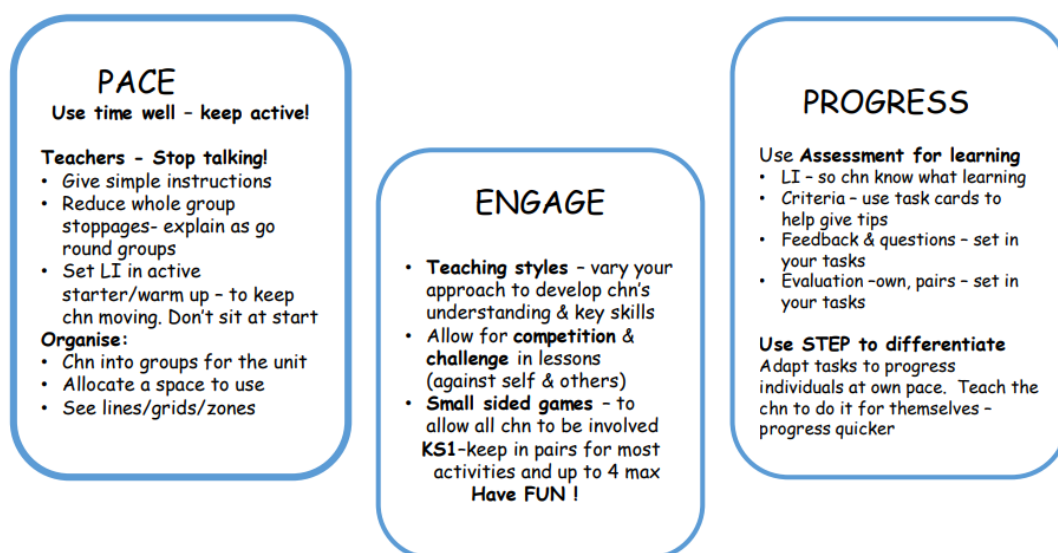 PACE
Use time well – keep active!
Teachers - Stop talking!
• Give simple instructions
• Reduce whole group
stoppages- explain as go
round groups
• Set LI in active
starter/warm up – to keep
chn moving. Don't sit at start
Organise:
• Chn into groups for the unit
• Allocate a space to use
• See lines/grids/zones
ENGAGE
• Teaching styles – vary your
approach to develop chn's
understanding & key skills
• Allow for competition &
challenge in lessons
(against self & others)
• Small sided games – to
allow all chn to be involved
KS1–keep in pairs for most
activities and up to 4 max
Have FUN !
PROGRESS
Use Assessment for learning
• LI – so chn know what learning
• Criteria – use task cards to
help give tips
• Feedback & questions – set in
your tasks
• Evaluation –own, pairs – set in
your tasks
Use STEP to differentiate
Adapt tasks to progress
individuals at own pace. Teach the
chn to do it for themselves –
progress quicker